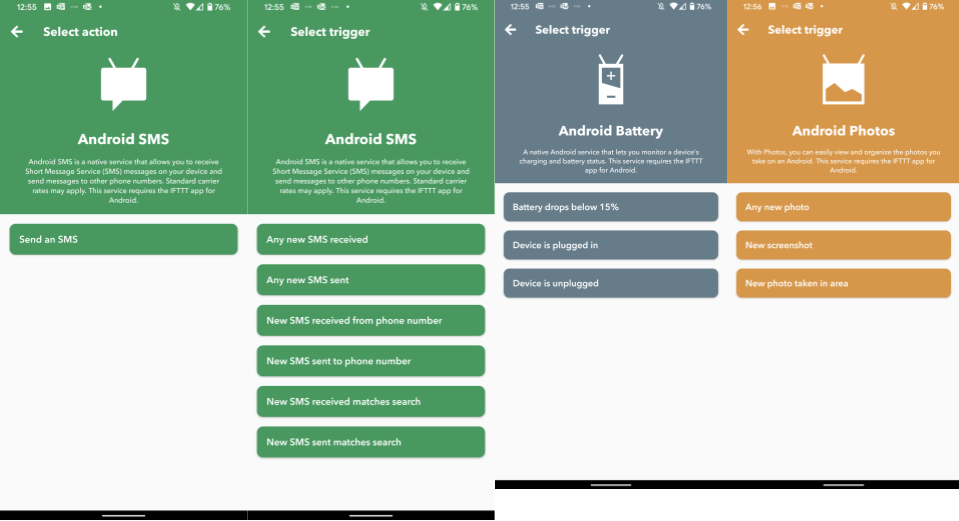 12:55
76%
Select action
Android SMS
Android SMS is a native service that allows you to receive
Short Message Service (SMS) messages on your device and
send messages to other phone numbers. Standard carrier
rates may apply. This service requires the IFTTT app for
Android.
Send an SMS
12:55
76%
Select trigger
Android SMS
Android SMS is a native service that allows you to receive
Short Message Service (SMS) messages on your device and
send messages to other phone numbers. Standard carrier
rates may apply. This service requires the IFTTT app for
Android.
Any new SMS received
Any new SMS sent
New SMS received from phone number
New SMS sent to phone number
New SMS received matches search
New SMS sent matches search
12:55
76%
Select trigger
Android Battery
A native Android service that lets you monitor a device's
charging and battery status. This service requires the IFTTT
app for Android.
Battery drops below 15%
Device is plugged in
Device is unplugged
12:56
76%
Select trigger
Android Photos
With Photos, you can easily view and organize the photos you
take on an Android. This service requires the IFTTT app for
Android.
Any new photo
New screenshot
New photo taken in area